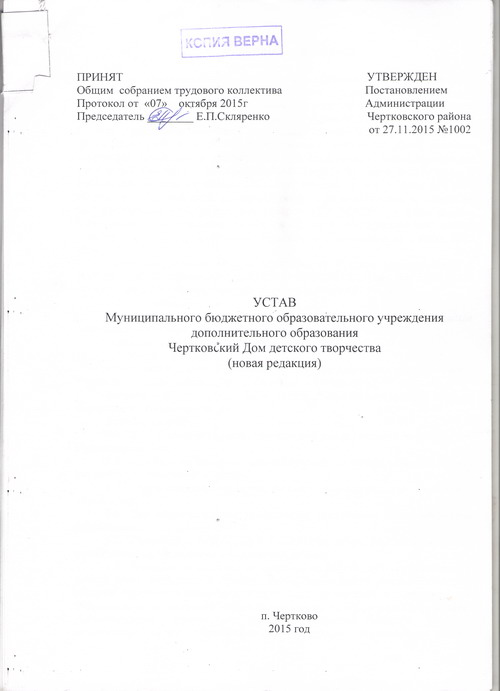 КОПИЯ ВЕРНА
ПРИНЯТ
Общим собранием трудового коллектива
Протокол от «07» октября 2015г
Председатель Е.П.Скляренко
УТВЕРЖДЕН
Постановлением
Администрации
Чертковского района
от 27.11.2015 №1002
УСТАВ
Муниципального бюджетного образовательного учреждения
дополнительного образования
Чертковский Дом детского творчества
(новая редакция)
п. Чертково
2015 год